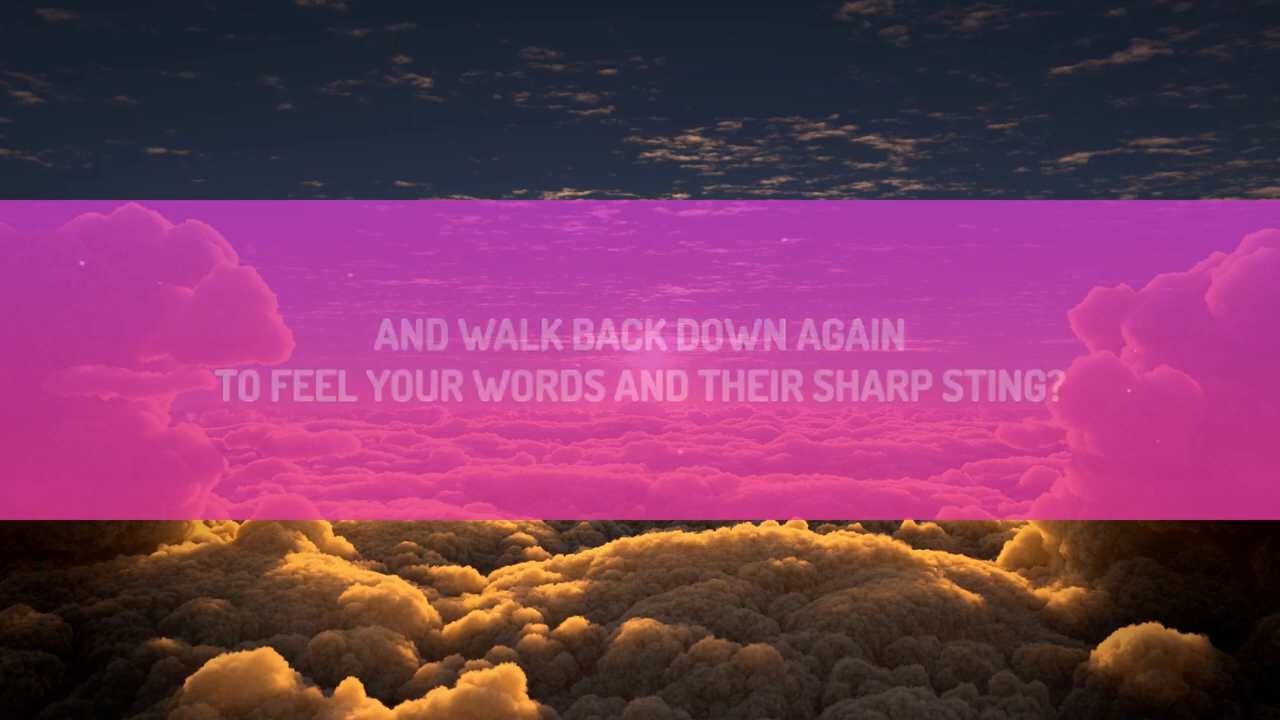 AND WALK BACK DOWN AGAIN
TO FEEL YOUR WORDS AND THEIR SHARP STING?